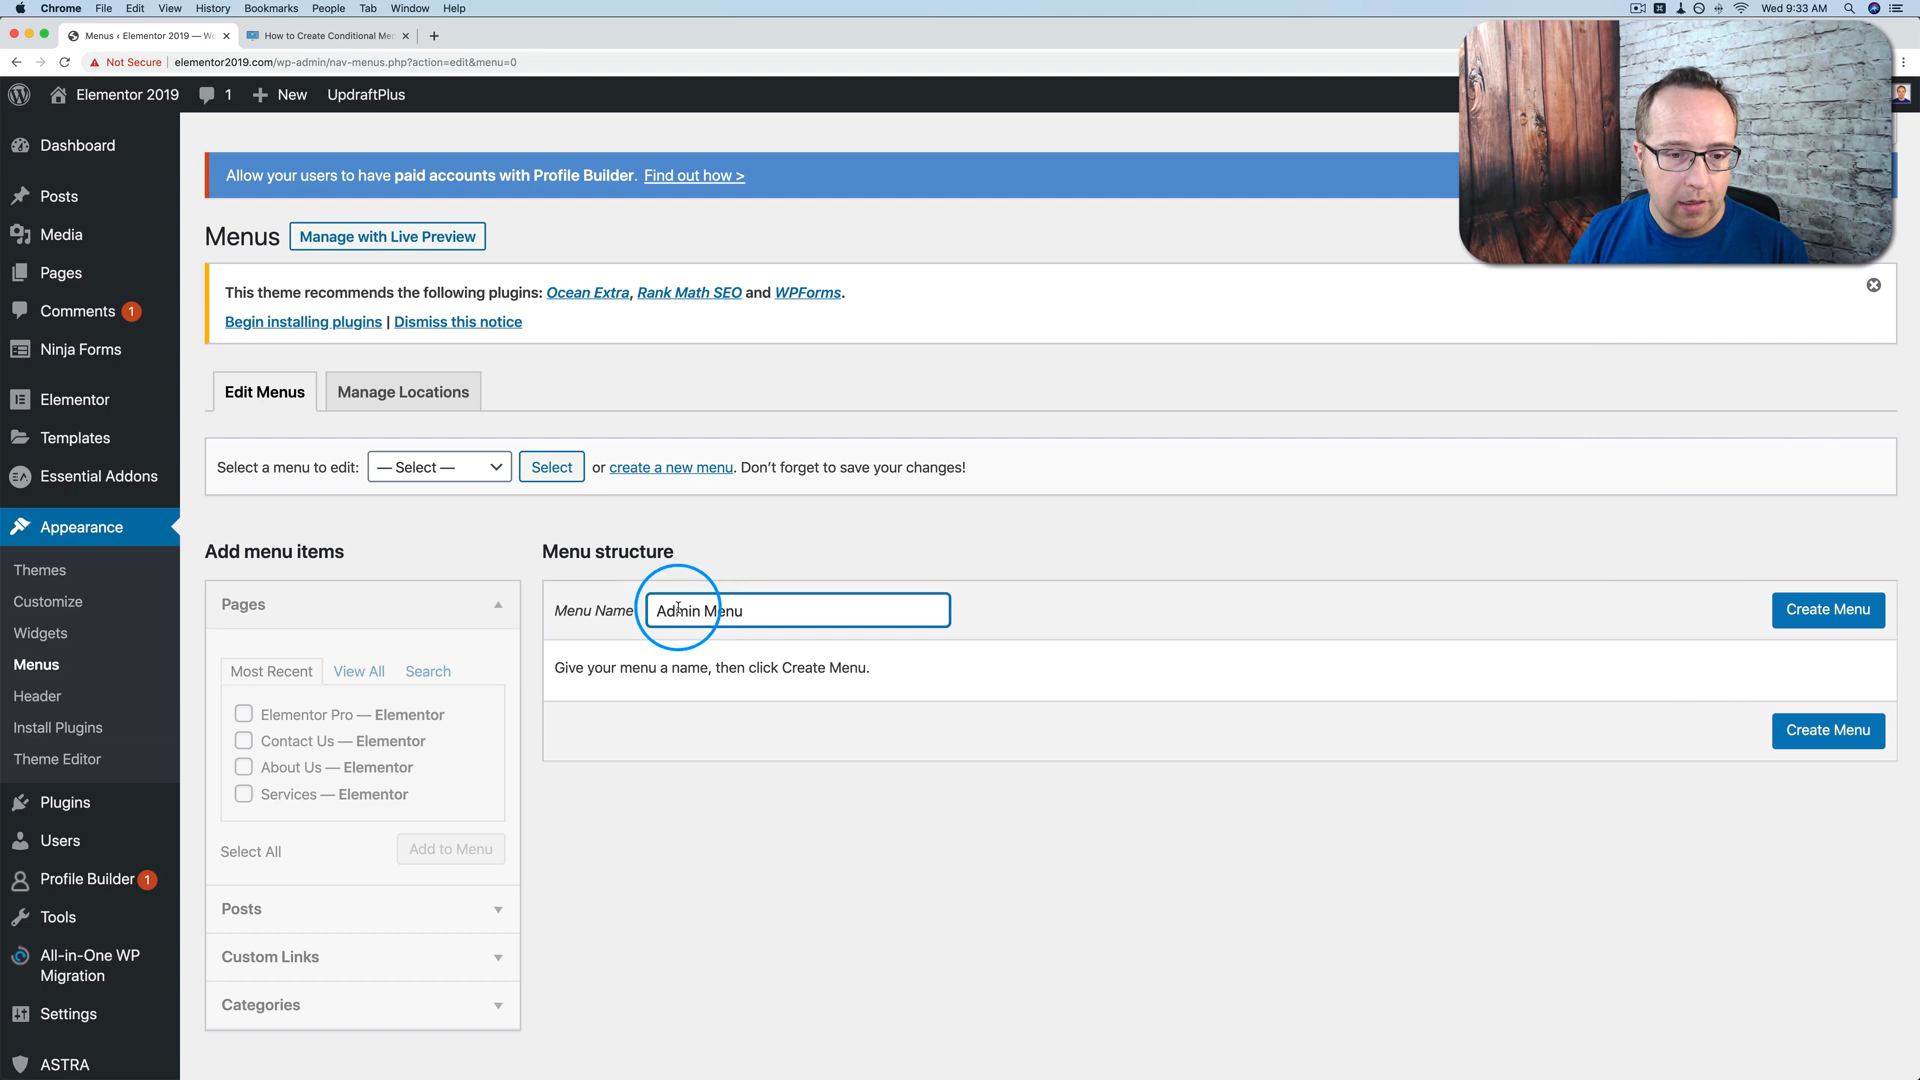 Chrome File Edit View History Bookmarks People Tab Window Help
Wed 9:33 AM
Menus ‹ Elementor 2019 — Wo
How to Create Conditional Men
Not Secure elementor2019.com/wp-admin/nav-menus.php?action=edit&menu=0
Elementor 2019 1 New UpdraftPlus
Dashboard
Posts
Media
Pages
Comments 1
Ninja Forms
Elementor
Templates
Essential Addons
Appearance
Themes
Customize
Widgets
Menus
Header
Install Plugins
Theme Editor
Plugins
Users
Profile Builder 1
Tools
All-in-One WP
Migration
Settings
ASTRA
Allow your users to have paid accounts with Profile Builder. Find out how >
Menus Manage with Live Preview
This theme recommends the following plugins: Ocean Extra, Rank Math SEO and WPForms.
Begin installing plugins | Dismiss this notice
Edit Menus Manage Locations
Select a menu to edit: — Select — Select or create a new menu. Don't forget to save your changes!
Add menu items
Pages
Most Recent View All Search
Elementor Pro — Elementor
Contact Us — Elementor
About Us — Elementor
Services — Elementor
Select All Add to Menu
Posts
Custom Links
Categories
Menu structure
Menu Name Admin Menu Create Menu
Give your menu a name, then click Create Menu.
Create Menu